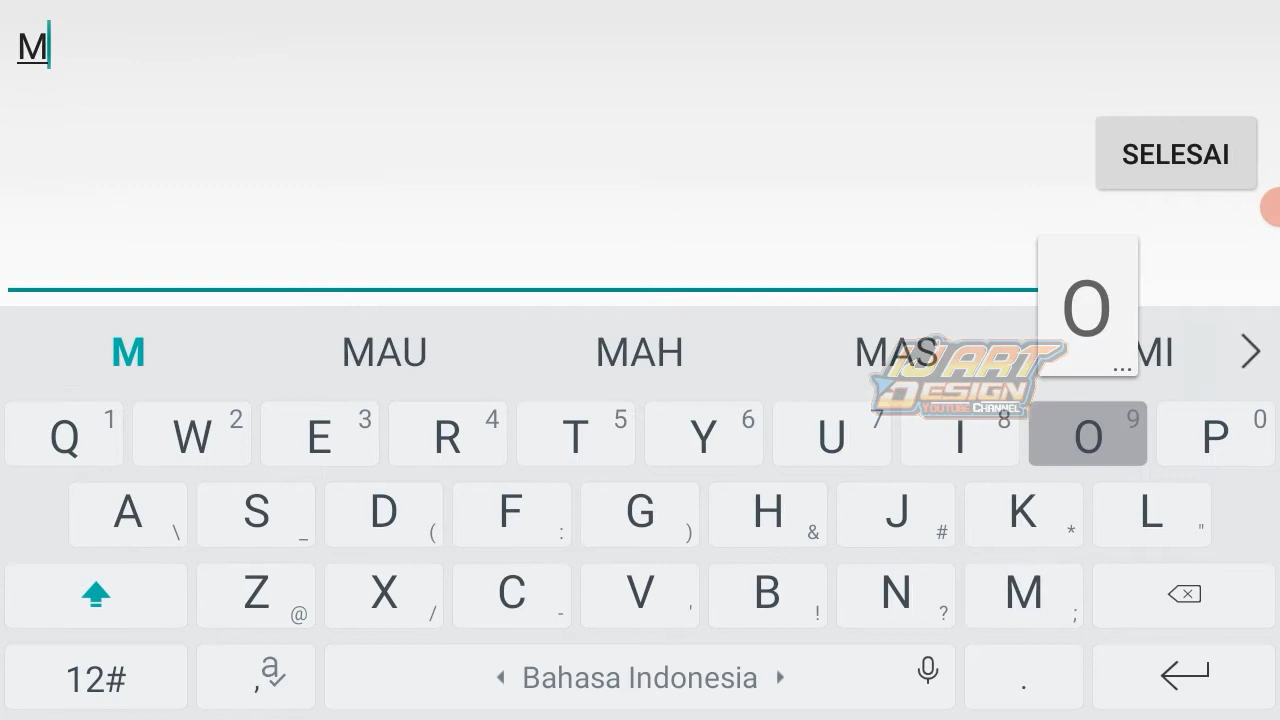 M
SELESAI
O
...
M MAU MAH MAS MI
IJ ART
DESIGN
YOUTUBE CHANNEL
Q 1 W 2 E 3 R 4 T 5 Y 6 U 7 I 8 O 9 P 0
A \ S _ D ( F : G ) H & J # K * L "
Z @ X / C - V ' B ! N ? M ;
12# , a Bahasa Indonesia .